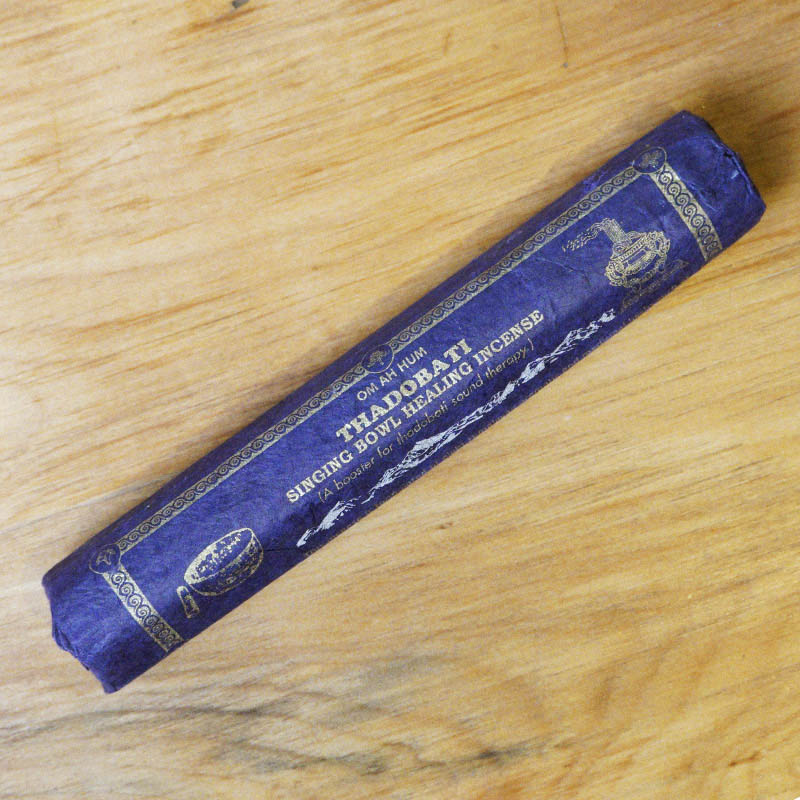 OM AH HUM
THADOBATI
SINGING BOWL HEALING INCENSE
(A booster for thadobati sound therapy.)